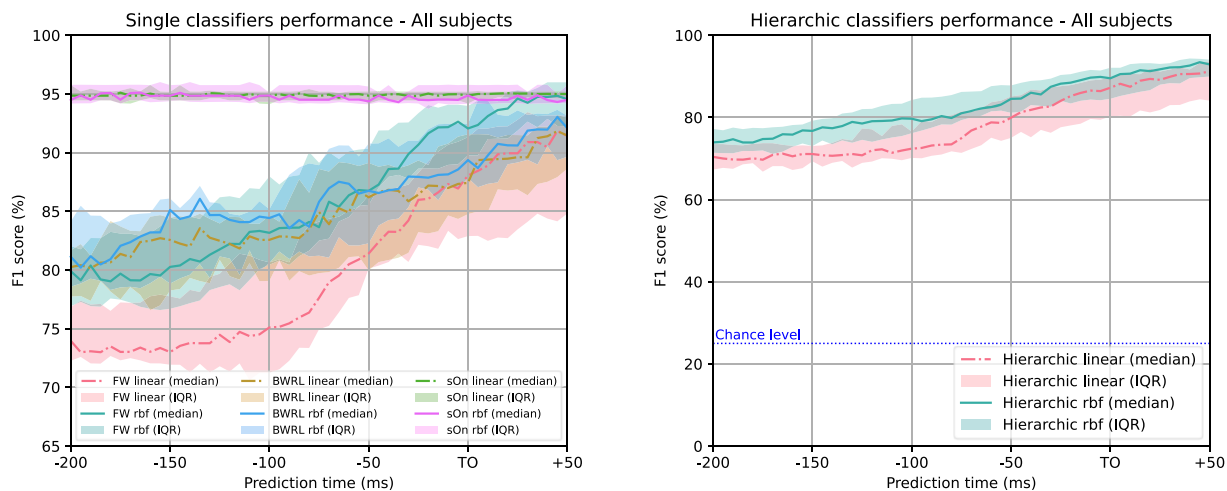 Single classifiers performance - All subjects
100
95
90
85
80
75
70
65
F1 score (%)
FW linear (median)
FW linear (IQR)
FW rbf (median)
FW rbf (IQR)
BWRL linear (median)
BWRL linear (IQR)
BWRL rbf (median)
BWRL rbf (IQR)
sOn linear (median)
sOn linear (IQR)
sOn rbf (median)
sOn rbf (IQR)
-200 -150 -100 -50 TO +50
Prediction time (ms)
Hierarchic classifiers performance - All subjects
100
80
60
40
20
0
F1 score (%)
Chance level
Hierarchic linear (median)
Hierarchic linear (IQR)
Hierarchic rbf (median)
Hierarchic rbf (IQR)
-200 -150 -100 -50 TO +50
Prediction time (ms)